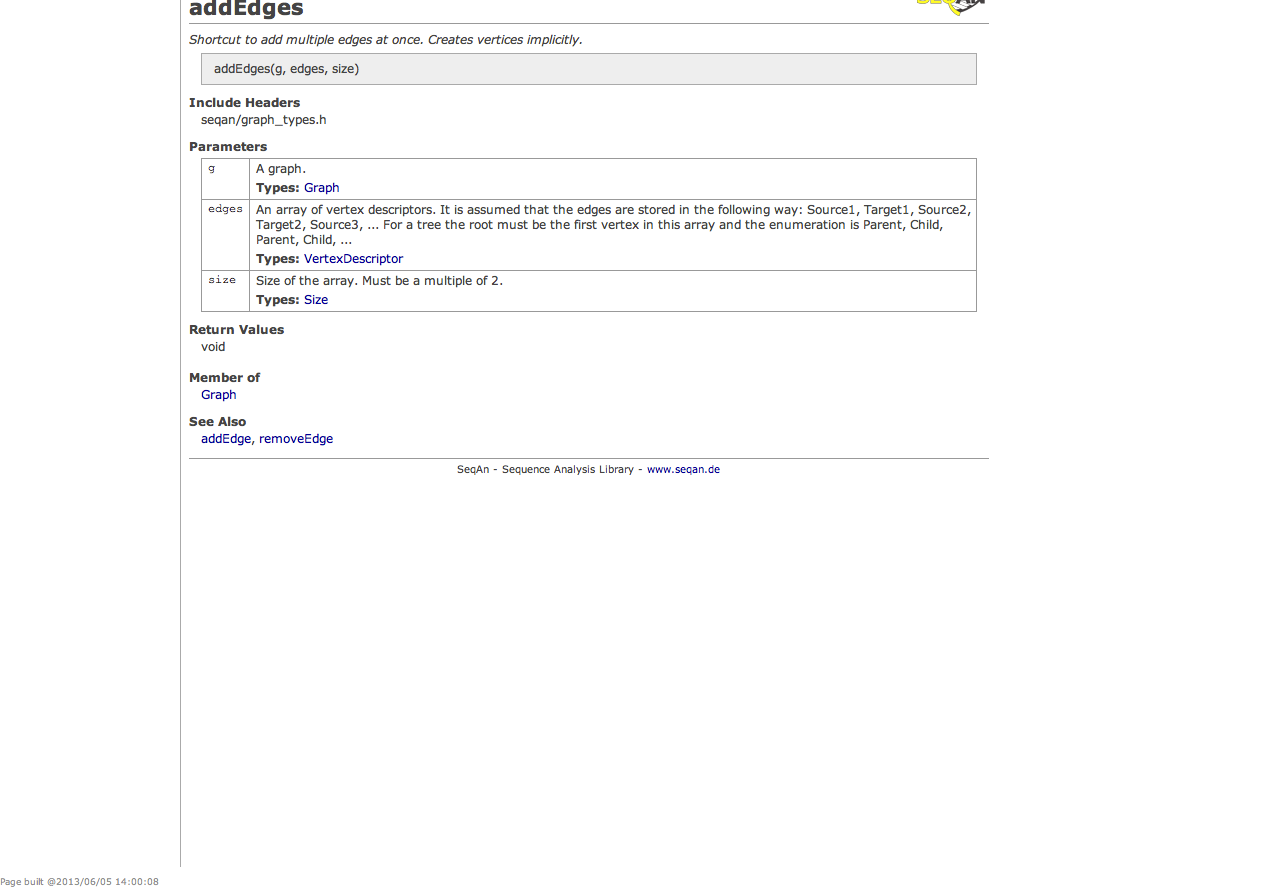 addEdges
Shortcut to add multiple edges at once. Creates vertices implicitly.
addEdges(g, edges, size)
Include Headers
seqan/graph_types.h
Parameters
g
A graph.
Types: Graph
edges
An array of vertex descriptors. It is assumed that the edges are stored in the following way: Source1, Target1, Source2,
Target2, Source3, ... For a tree the root must be the first vertex in this array and the enumeration is Parent, Child,
Parent, Child, ...
Types: VertexDescriptor
size
Size of the array. Must be a multiple of 2.
Types: Size
Return Values
void
Member of
Graph
See Also
addEdge, removeEdge
SeqAn - Sequence Analysis Library - www.seqan.de
Page built @2013/06/05 14:00:08